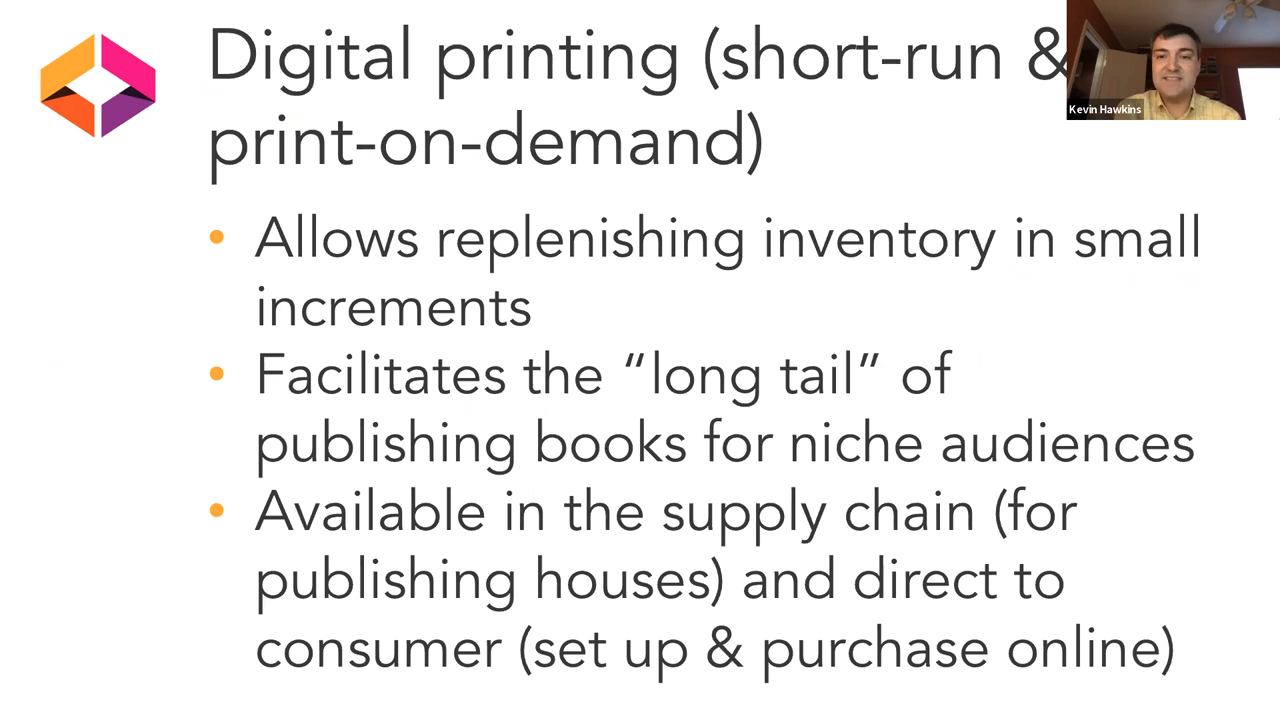 Digital printing (short-run &
print-on-demand)
Kevin Hawkins
• Allows replenishing inventory in small
increments
• Facilitates the “long tail” of
publishing books for niche audiences
• Available in the supply chain (for
publishing houses) and direct to
consumer (set up & purchase online)